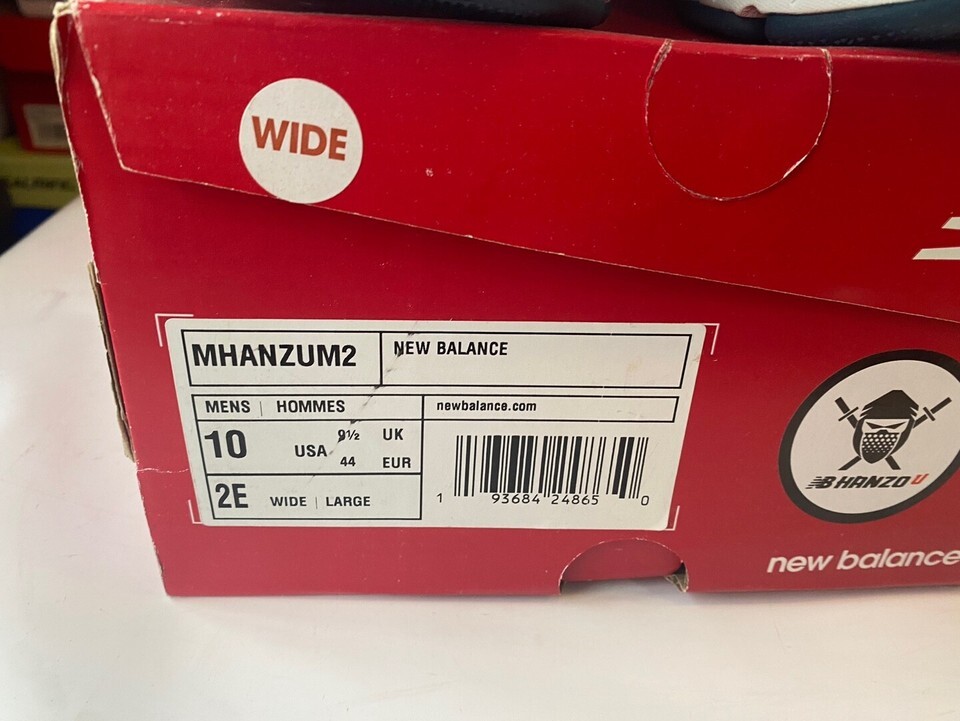 WIDE
MHANZUM2
NEW BALANCE
MENS | HOMMES
newbalance.com
10 USA 9½ UK
44 EUR
2E WIDE | LARGE
1 93684 24865 0
NB HANZO U
new balance